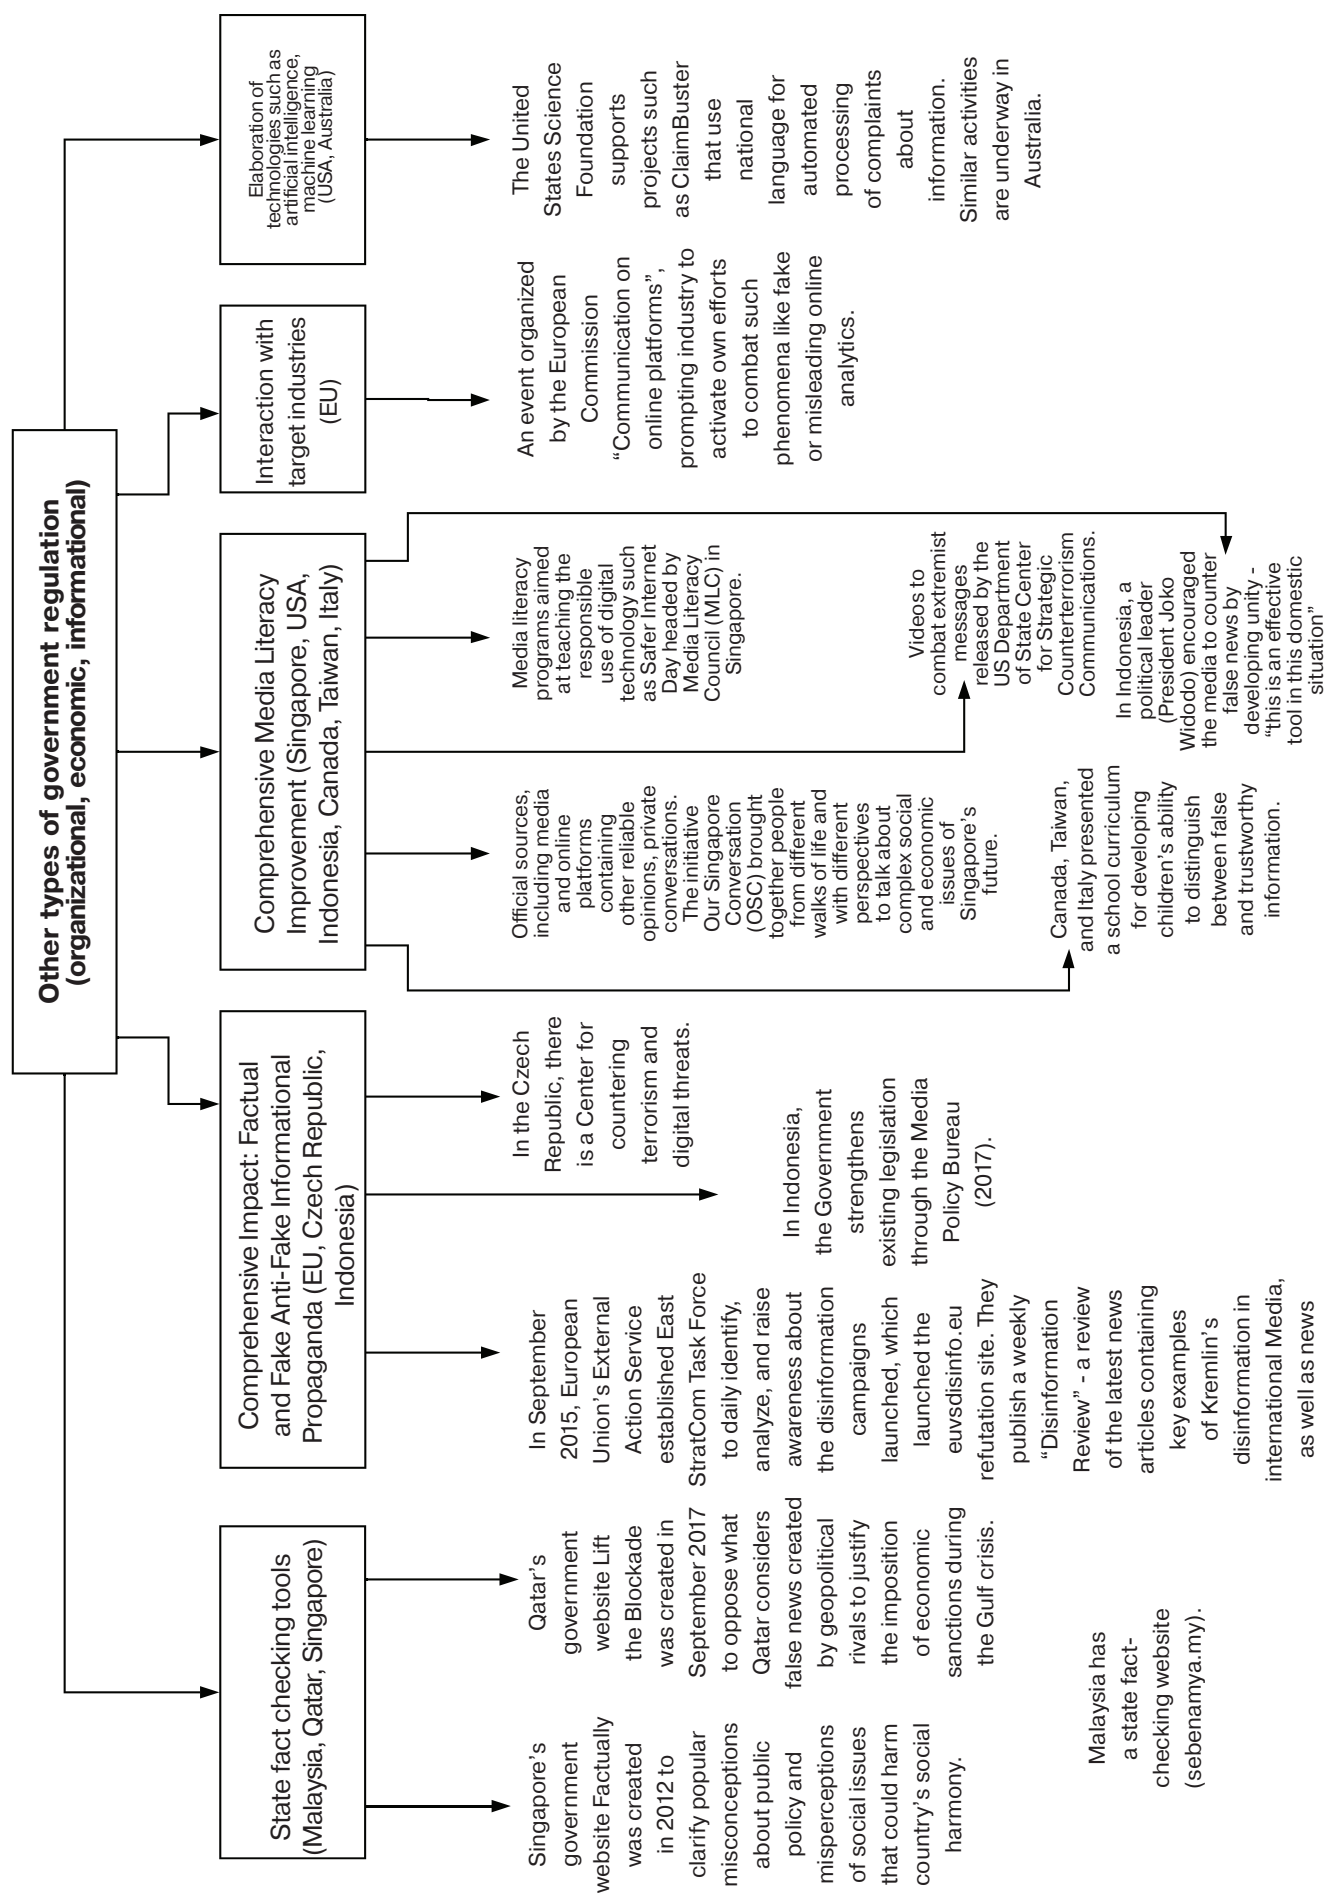 Other types of government regulation
(organizational, economic, informational)
State fact checking tools
(Malaysia, Qatar, Singapore)
Singapore's
government
website Factually
was created
in 2012 to
clarify popular
misconceptions
about public
policy and
misperceptions
of social issues
that could harm
country's social
harmony.
Qatar's
government
website Lift
the Blockade
was created in
September 2017
to oppose what
Qatar considers
false news created
by geopolitical
rivals to justify
the imposition
of economic
sanctions during
the Gulf crisis.
Malaysia has
a state fact-
checking website
(sebenamya.my).
Comprehensive Impact: Factual
and Fake Anti-Fake Informational
Propaganda (EU, Czech Republic,
Indonesia)
In September
2015, European
Union's External
Action Service
established East
StratCom Task Force
to daily identify,
analyze, and raise
awareness about
the disinformation
campaigns
launched, which
launched the
euvsdisinfo.eu
refutation site. They
publish a weekly
“Disinformation
Review” - a review
of the latest news
articles containing
key examples
of Kremlin's
disinformation in
international Media,
as well as news
In Indonesia,
the Government
strengthens
existing legislation
through the Media
Policy Bureau
(2017).
In the Czech
Republic, there
is a Center for
countering
terrorism and
digital threats.
Comprehensive Media Literacy
Improvement (Singapore, USA,
Indonesia, Canada, Taiwan, Italy)
Canada, Taiwan,
and Italy presented
a school curriculum
for developing
children's ability
to distinguish
between false
and trustworthy
information.
Official sources,
including media
and online
platforms
containing
other reliable
opinions, private
conversations.
The initiative
Our Singapore
Conversation
(OSC) brought
together people
from different
walks of life and
with different
perspectives
to talk about
complex social
and economic
issues of
Singapore's
future.
Videos to
combat extremist
messages
released by the
US Department
of State Center
for Strategic
Counterterrorism
Communications.
Media literacy
programs aimed
at teaching the
responsible
use of digital
technology such
as Safer Internet
Day headed by
Media Literacy
Council (MLC) in
Singapore.
In Indonesia, a
political leader
(President Joko
Widodo) encouraged
the media to counter
false news by
developing unity -
“this is an effective
tool in this domestic
situation”
Interaction with
target industries
(EU)
An event organized
by the European
Commission
“Communication on
online platforms”,
prompting industry to
activate own efforts
to combat such
phenomena like fake
or misleading online
analytics.
Elaboration of
technologies such as
artificial intelligence,
machine learning
(USA, Australia)
The United
States Science
Foundation
supports
projects such
as ClaimBuster
that use
national
language for
automated
processing
of complaints
about
information.
Similar activities
are underway in
Australia.